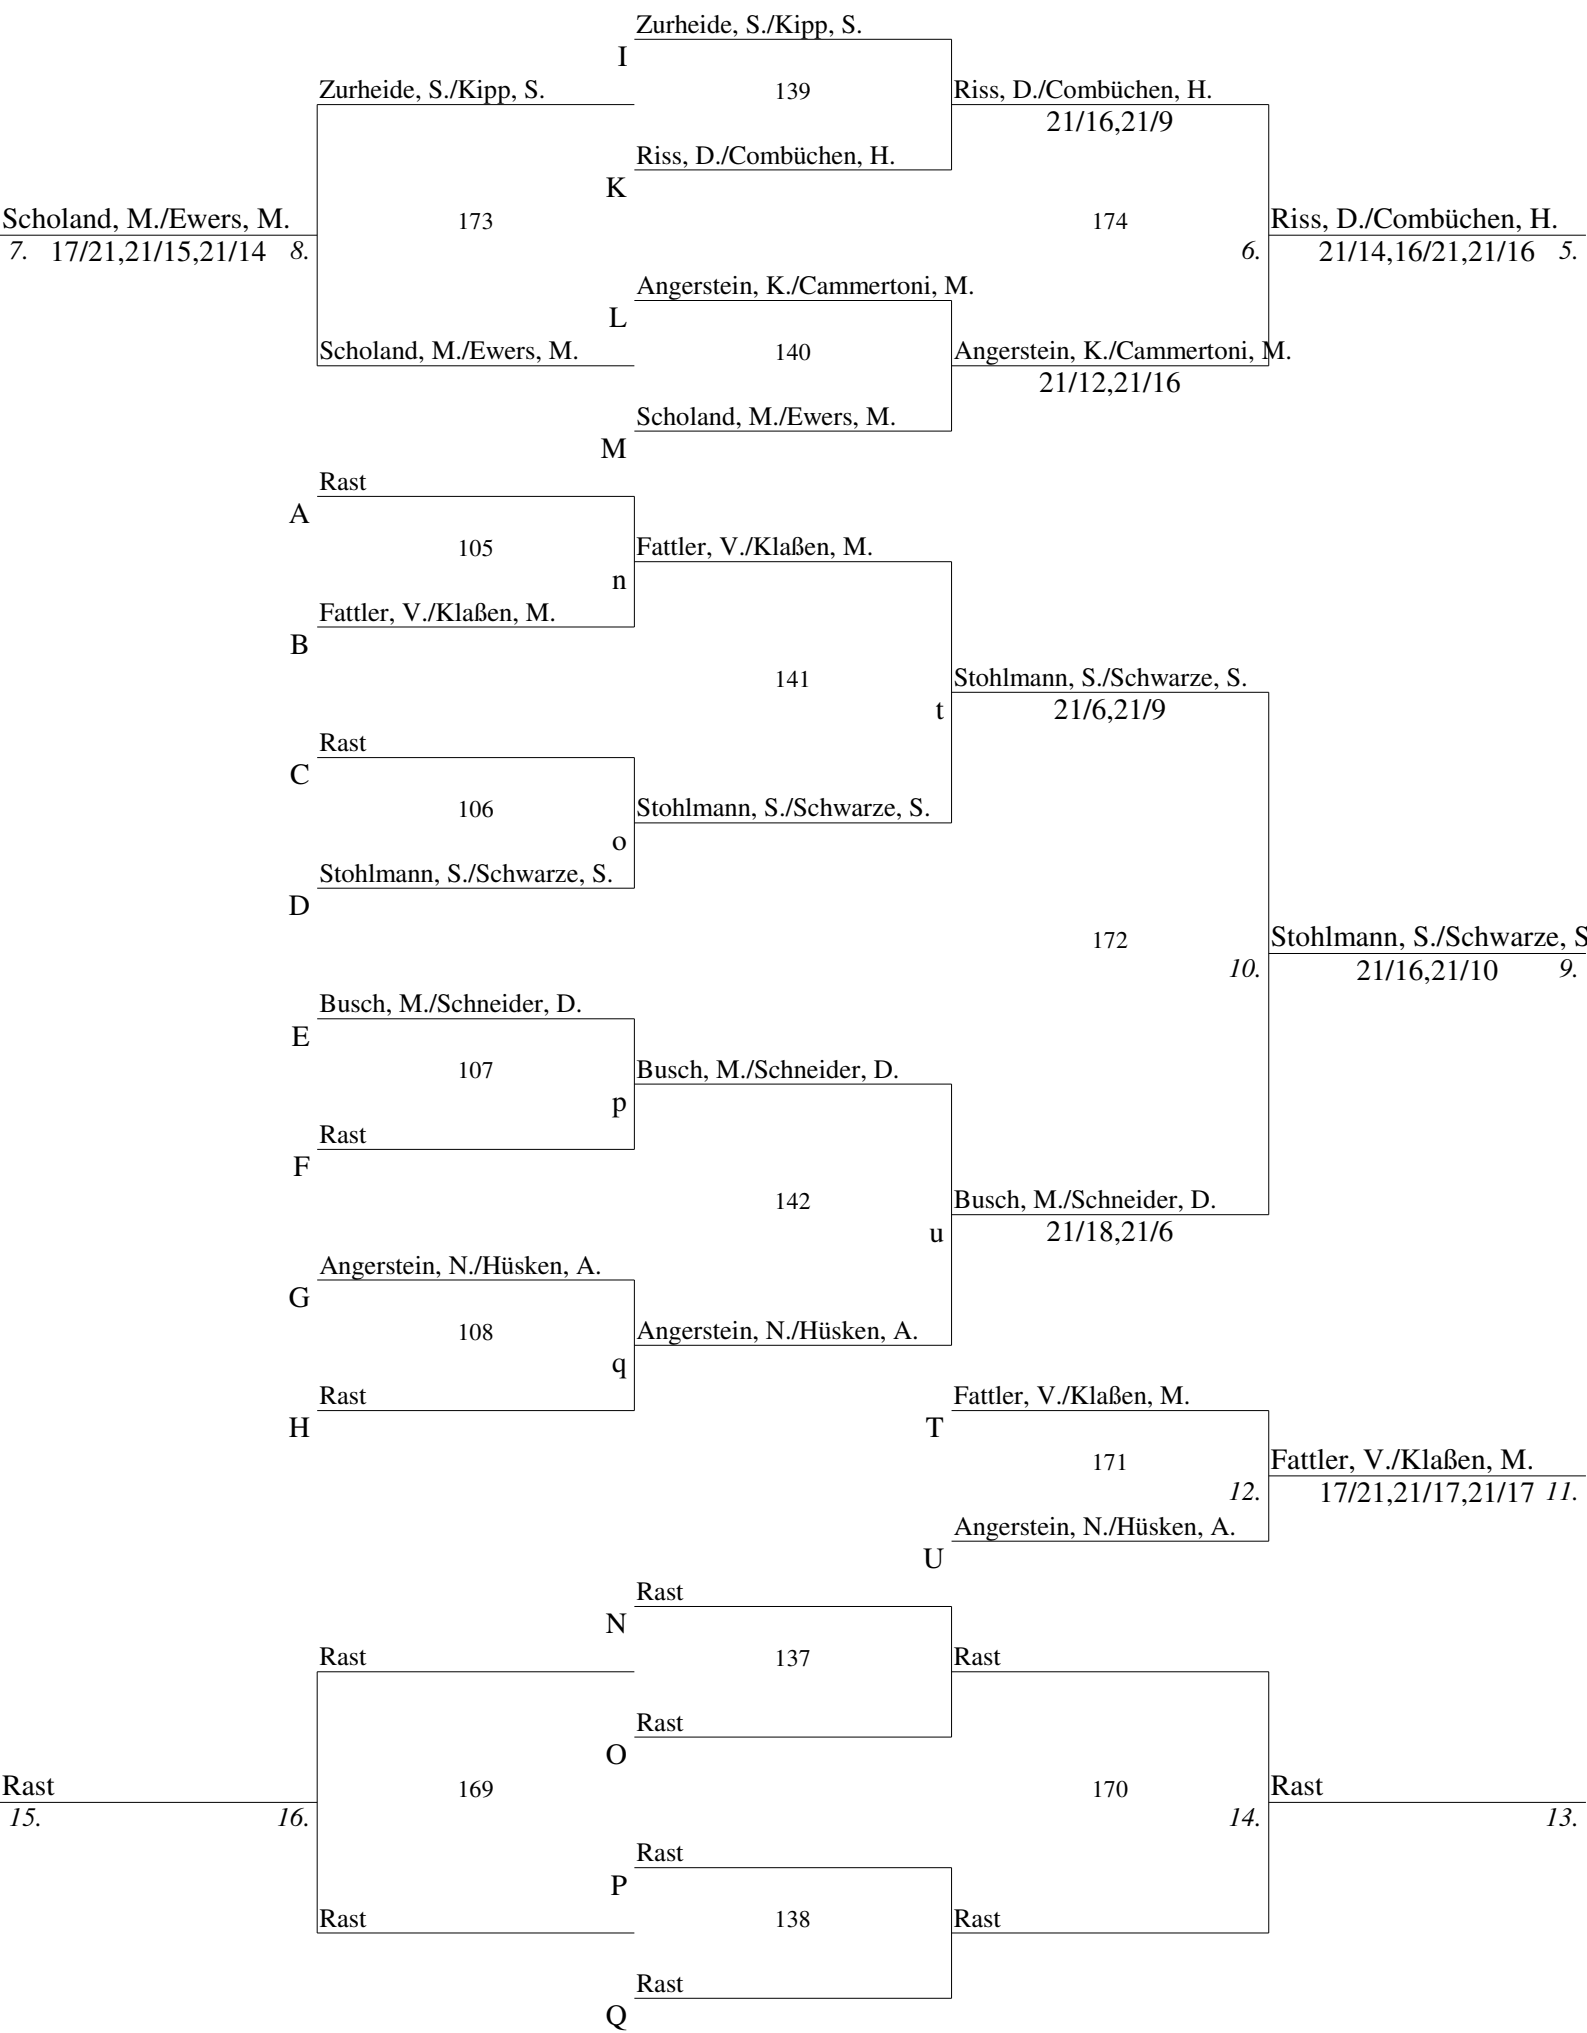 Zurheide, S./Kipp, S.
I
Zurheide, S./Kipp, S.
139
Riss, D./Combüchen, H.
21/16,21/9
Riss, D./Combüchen, H.
K
Scholand, M./Ewers, M.
173
174
Riss, D./Combüchen, H.
7. 17/21,21/15,21/14 8.
6.
21/14,16/21,21/16 5.
Angerstein, K./Cammertoni, M.
L
Scholand, M./Ewers, M.
140
Angerstein, K./Cammertoni, M.
21/12,21/16
Scholand, M./Ewers, M.
M
Rast
A
105
Fattler, V./Klaßen, M.
n
Fattler, V./Klaßen, M.
B
141
Stohlmann, S./Schwarze, S.
t
21/6,21/9
Rast
C
106
Stohlmann, S./Schwarze, S.
o
Stohlmann, S./Schwarze, S.
D
172
Stohlmann, S./Schwarze, S
10.
21/16,21/10 9.
Busch, M./Schneider, D.
E
107
Busch, M./Schneider, D.
p
Rast
F
142
Busch, M./Schneider, D.
u
21/18,21/6
Angerstein, N./Hüsken, A.
G
108
Angerstein, N./Hüsken, A.
q
Rast
H
Fattler, V./Klaßen, M.
T
171
Fattler, V./Klaßen, M.
12.
17/21,21/17,21/17 11.
Angerstein, N./Hüsken, A.
U
Rast
N
Rast
137
Rast
Rast
O
Rast
169
170
Rast
15.
16.
14.
13.
Rast
P
Rast
138
Rast
Rast
Q